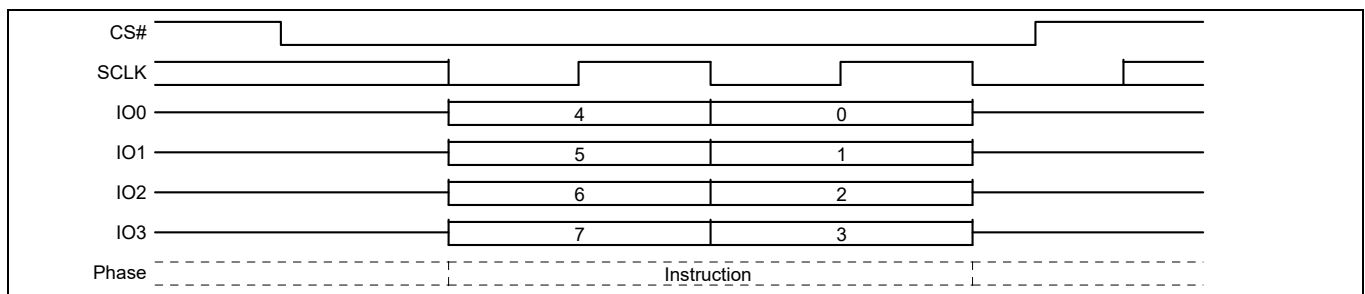 CS#
SCLK
IO0 4 0
IO1 5 1
IO2 6 2
IO3 7 3
Phase Instruction